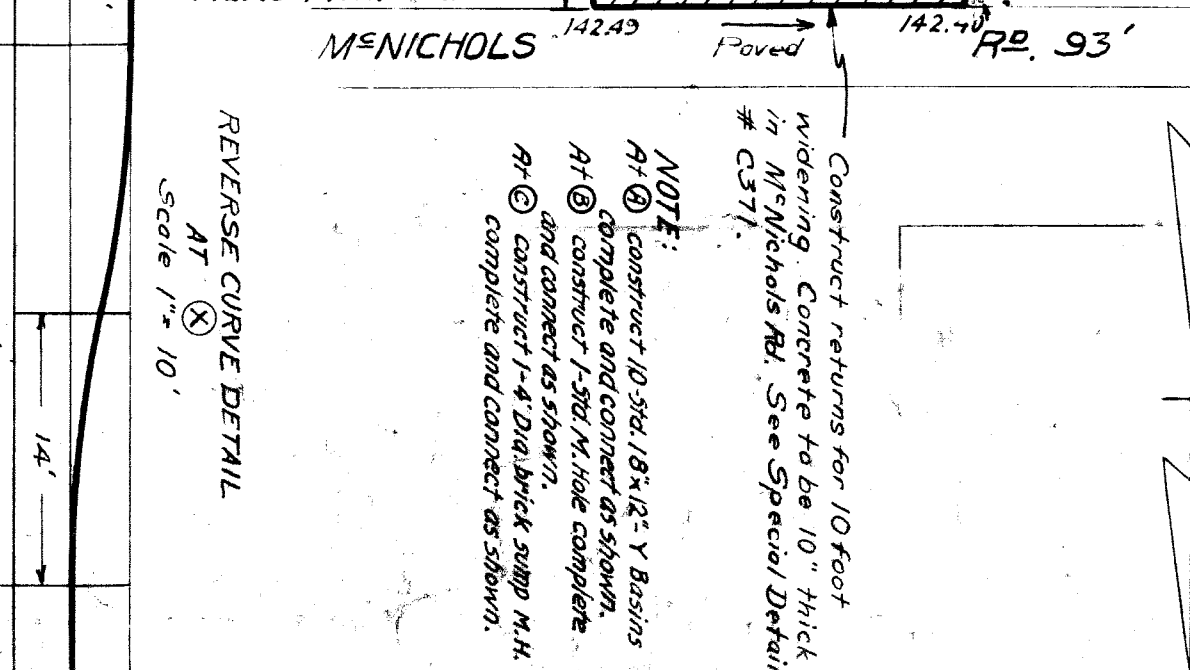 142.49
142.40
McNICHOLS
Paved
RD. 93'
Construct returns for 10 foot
widening. Concrete to be 10" thick
in McNichols Rd. See Special Detail
# C371.
NOTE:
At Ⓐ construct 10-Std. 18"x12"-Y Basins
complete and connect as shown.
At Ⓑ construct 1-Std. M.Hole complete
and connect as shown.
At Ⓒ construct 1-4' Dia. brick sump M.H.
complete and connect as shown.
REVERSE CURVE DETAIL
AT Ⓧ
Scale 1"= 10'
14'